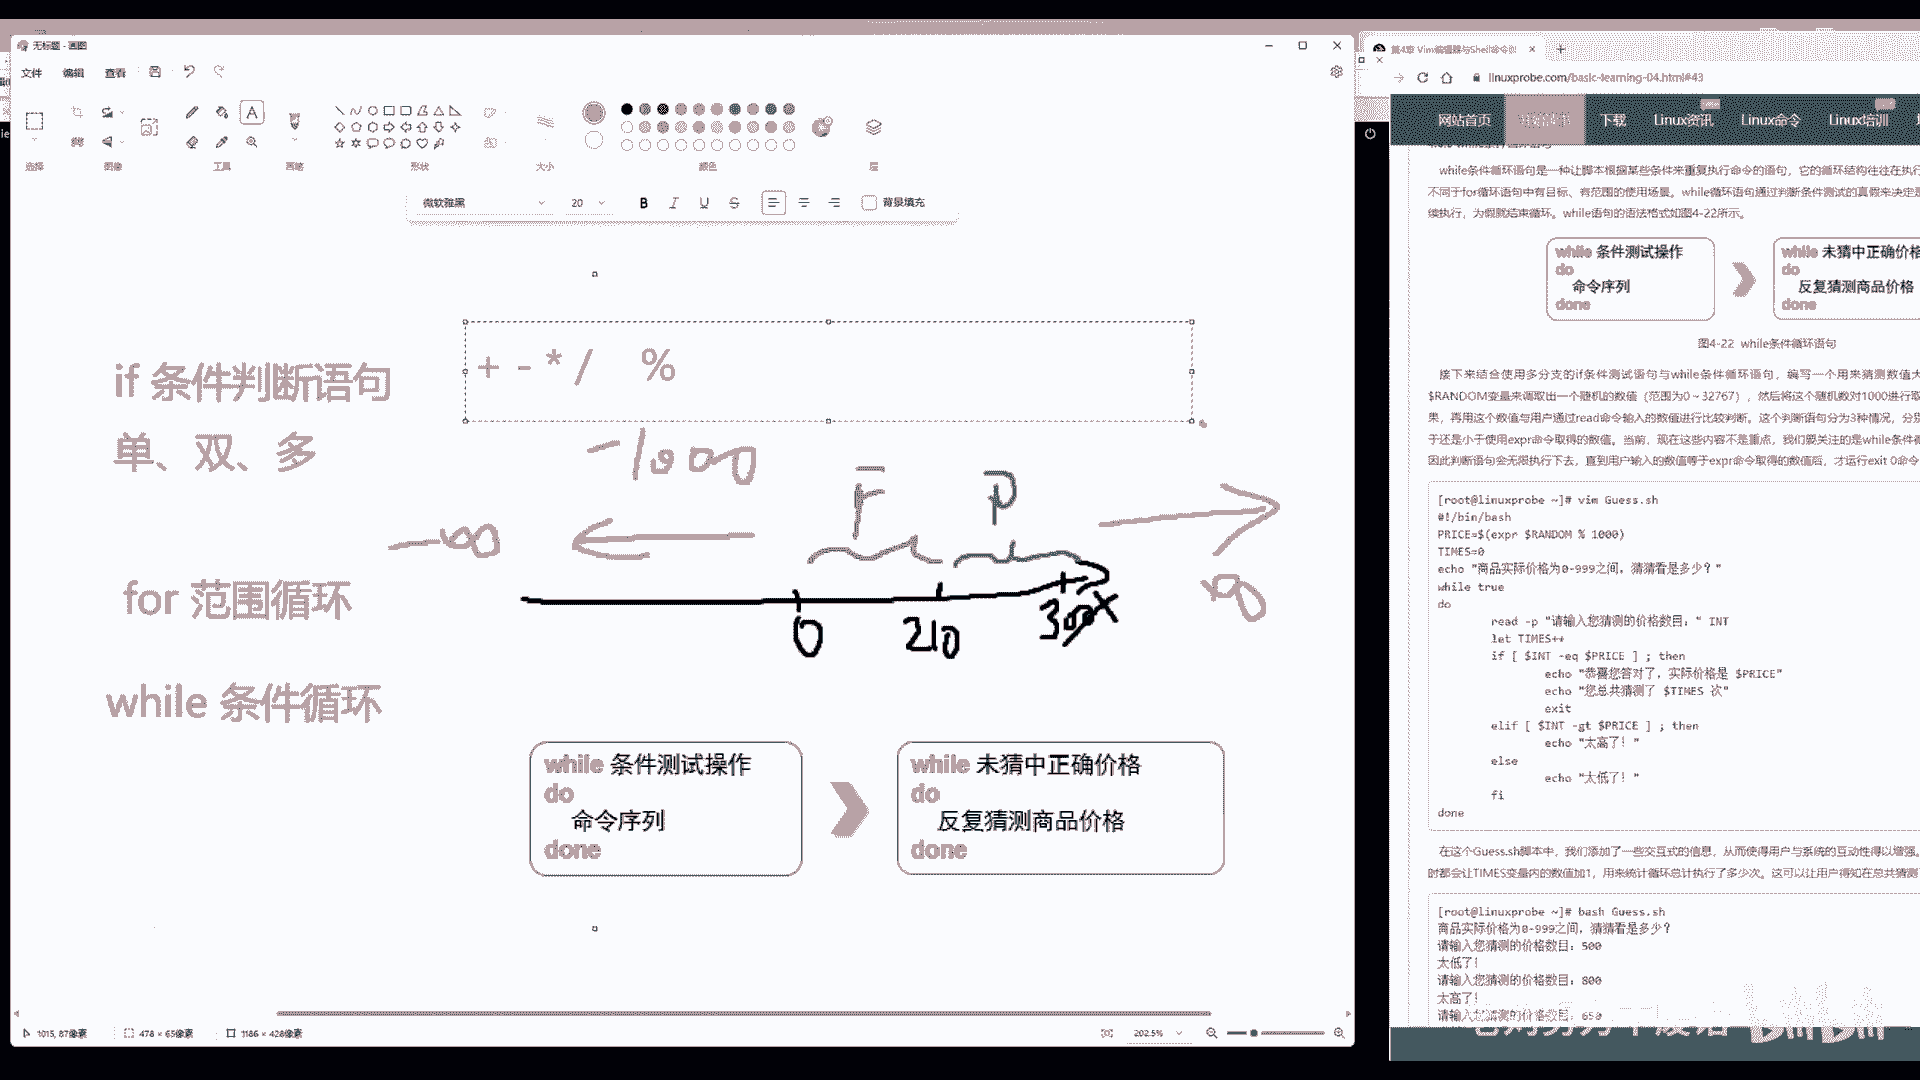 无标题 - 画图
文件 编辑 查看
选择 图像 工具 画笔 形状 大小 颜色 层
微软雅黑 20 B I U S 背景填充
+ - * / %
if 条件判断语句
单、双、多
-1000
F P
-∞
∞
0 210 300 X
for 范围循环
while 条件循环
while 条件测试操作
do
命令序列
done
while 未猜中正确价格
do
反复猜测商品价格
done
1015, 87像素 478 × 65像素 1186 × 428像素 202.5%
第4章 Vim编辑器与Shell命令
linuxprobe.com/basic-learning-04.html#43
网站首页 下载 Linux资讯 Linux命令 Linux培训
while条件循环语句是一种让脚本根据某些条件来重复执行命令的语句，它的循环结构往往在执行
不同于for循环语句中有目标、有范围的使用场景。while循环语句通过判断条件测试的真假来决定是
续执行，为假就结束循环。while语句的语法格式如图4-22所示。
while 条件测试操作
do
命令序列
done
while 未猜中正确价格
do
反复猜测商品价格
done
图4-22 while条件循环语句
接下来结合使用多分支的if条件测试语句与while条件循环语句，编写一个用来猜测数值大
$RANDOM变量来调取出一个随机的数值（范围为0～32767），然后将这个随机数对1000进行取
果，再用这个数值与用户通过read命令输入的数值进行比较判断。这个判断语句分为3种情况，分别
于还是小于使用expr命令取得的数值。当前，现在这些内容不是重点，我们要关注的是while条件循
因此判断语句会无限执行下去，直到用户输入的数值等于expr命令取得的数值后，才运行exit 0命令
[root@linuxprobe ~]# vim Guess.sh
#!/bin/bash
PRICE=$(expr $RANDOM % 1000)
TIMES=0
echo "商品实际价格为0-999之间，猜猜看是多少？"
while true
do
read -p "请输入您猜测的价格数目：" INT
let TIMES++
if [ $INT -eq $PRICE ] ; then
echo "恭喜您答对了，实际价格是 $PRICE"
echo "您总共猜测了 $TIMES 次"
exit
elif [ $INT -gt $PRICE ] ; then
echo "太高了！"
else
echo "太低了！"
fi
done
在这个Guess.sh脚本中，我们添加了一些交互式的信息，从而使得用户与系统的互动性得以增强。
时都会让TIMES变量内的数值加1，用来统计循环总计执行了多少次。这可以让用户得知在总共猜测
[root@linuxprobe ~]# bash Guess.sh
商品实际价格为0-999之间，猜猜看是多少？
请输入您猜测的价格数目：500
太低了！
请输入您猜测的价格数目：800
太高了！
请输入您猜测的价格数目：650
bilibili